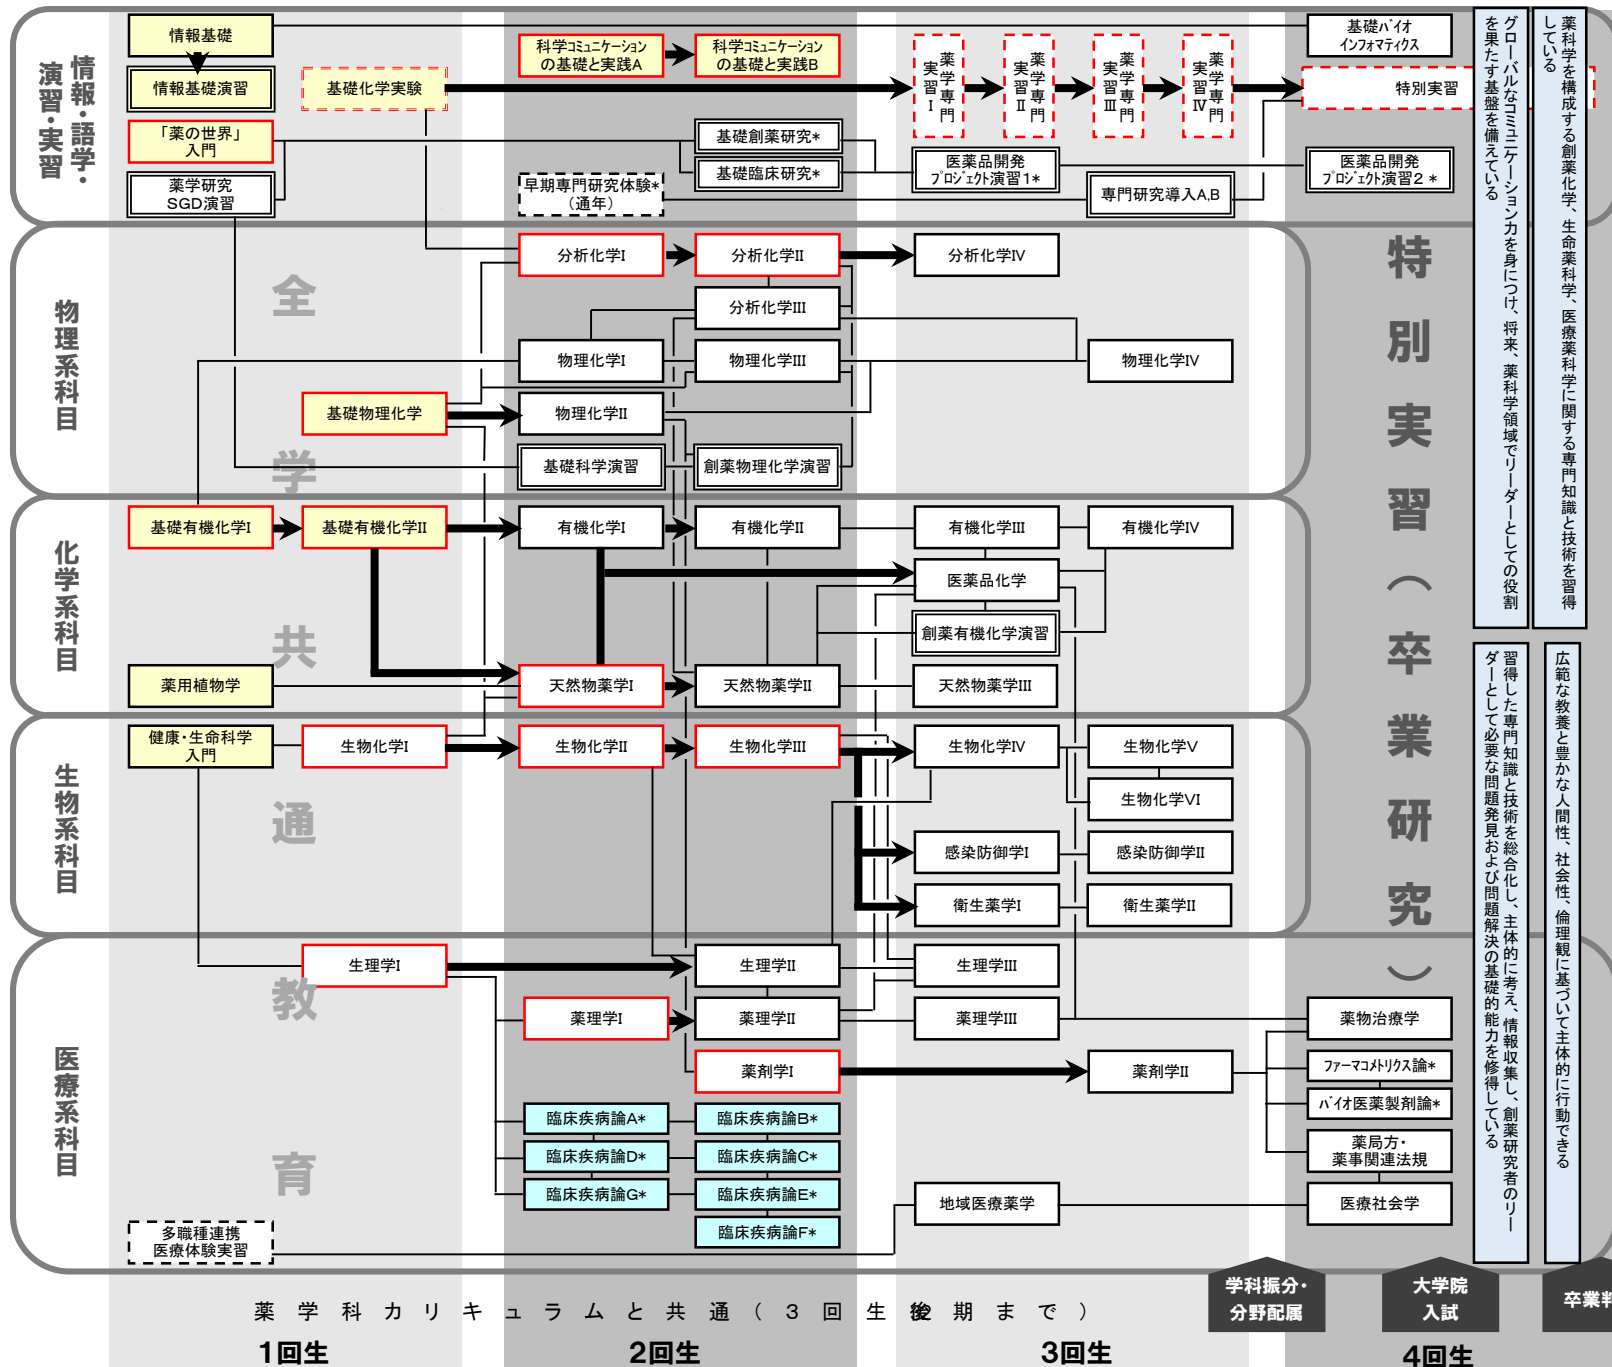 情報・語学・
演習・実習
情報基礎
情報基礎演習
「薬の世界」
入門
薬学研究
SGD演習
基礎化学実験
科学コミュニケーション
の基礎と実践A
科学コミュニケーション
の基礎と実践B
基礎創薬研究*
基礎臨床研究*
早期専門研究体験*
（通年）
薬学専門
実習Ⅰ
薬学専門
実習Ⅱ
薬学専門
実習Ⅲ
薬学専門
実習Ⅳ
医薬品開発
プロジェクト演習1*
専門研究導入A,B
基礎バイオ
インフォマティクス
特別実習
医薬品開発
プロジェクト演習2 *
物理系科目
分析化学I
分析化学II
分析化学IV
分析化学III
物理化学I
物理化学III
物理化学IV
基礎物理化学
物理化学II
基礎科学演習
創薬物理化学演習
化学系科目
基礎有機化学I
基礎有機化学II
有機化学I
有機化学II
有機化学III
有機化学IV
医薬品化学
創薬有機化学演習
薬用植物学
天然物薬学I
天然物薬学II
天然物薬学III
生物系科目
健康・生命科学
入門
生物化学I
生物化学II
生物化学III
生物化学IV
生物化学V
生物化学VI
感染防御学I
感染防御学II
衛生薬学I
衛生薬学II
医療系科目
生理学I
生理学II
生理学III
薬理学I
薬理学II
薬理学III
薬物治療学
薬剤学I
薬剤学II
ファーマコメトリクス論*
バイオ医薬製剤論*
臨床疾病論A*
臨床疾病論B*
臨床疾病論D*
臨床疾病論C*
臨床疾病論G*
臨床疾病論E*
臨床疾病論F*
薬局方・
薬事関連法規
地域医療薬学
医療社会学
多職種連携
医療体験実習
全学共通教育
特別実習（卒業研究）
薬科学を構成する創薬化学、生命薬科学、医療薬科学に関する専門知識と技術を習得
している
グローバルなコミュニケーション力を身につけ、将来、薬科学領域でリーダーとしての役割
を果たす基盤を備えている
広範な教養と豊かな人間性、社会性、倫理観に基づいて主体的に行動できる
習得した専門知識と技術を総合化し、主体的に考え、情報収集し、創薬研究者のリー
ダーとして必要な問題発見および問題解決の基礎的能力を修得している
学科振分・
分野配属
大学院
入試
卒業判
薬学科カリキュラムと共通（3回生後期まで）
1回生
2回生
3回生
4回生